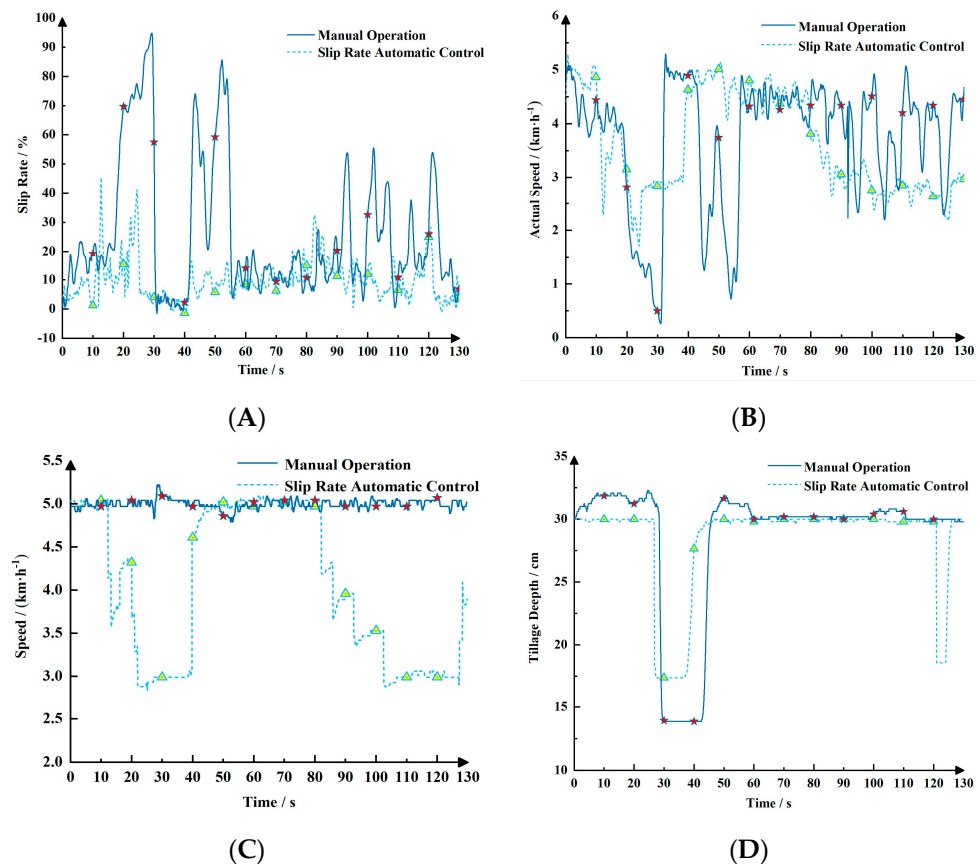 Manual Operation
Slip Rate Automatic Control
Slip Rate / %
100
90
80
70
60
50
40
30
20
10
0
-10
0 10 20 30 40 50 60 70 80 90 100 110 120 130
Time / s
(A)
Manual Operation
Slip Rate Automatic Control
Actual Speed / (km·h⁻¹)
6
5
4
3
2
1
0
0 10 20 30 40 50 60 70 80 90 100 110 120 130
Time / s
(B)
Manual Operation
Slip Rate Automatic Control
Speed / (km·h⁻¹)
5.5
5.0
4.5
4.0
3.5
3.0
2.5
2.0
0 10 20 30 40 50 60 70 80 90 100 110 120 130
Time / s
(C)
Manual Operation
Slip Rate Automatic Control
Tillage Deepth / cm
35
30
25
20
15
10
0 10 20 30 40 50 60 70 80 90 100 110 120 130
Time / s
(D)